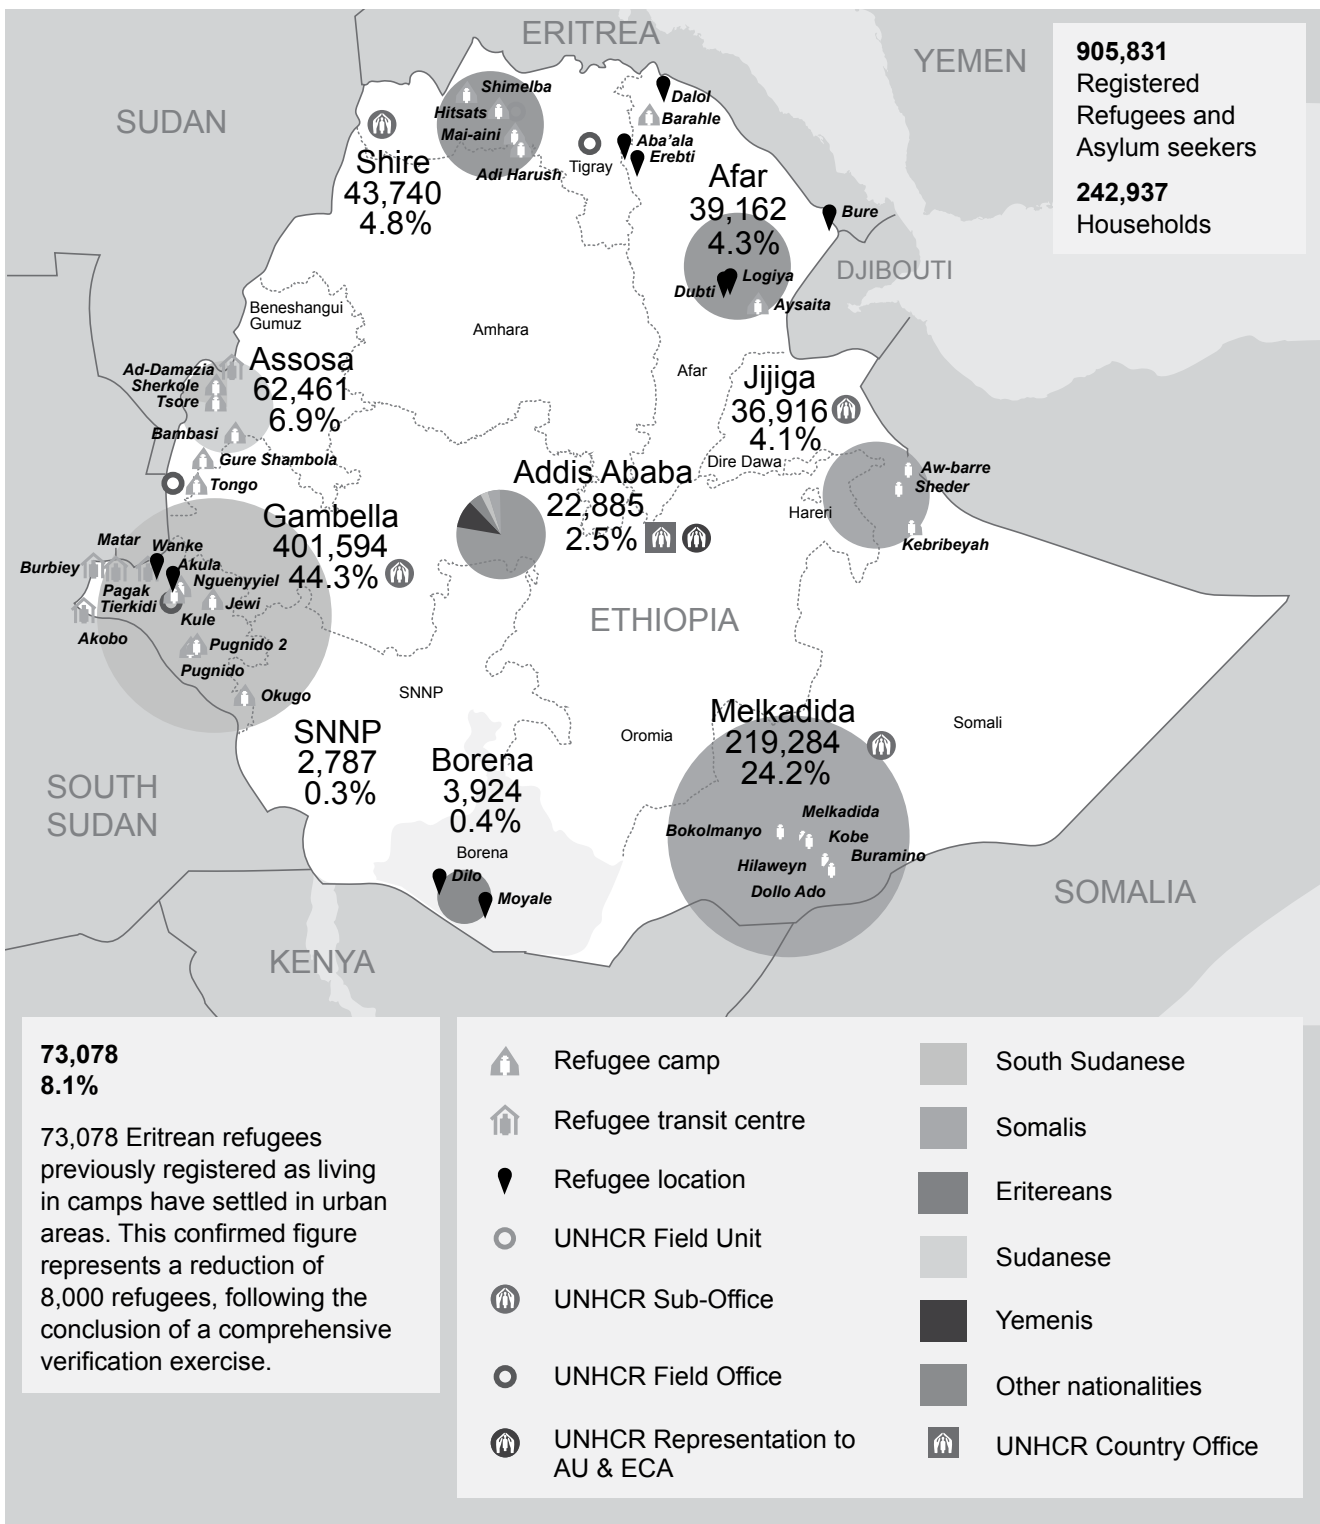 ERITREA
YEMEN
SUDAN
905,831
Registered
Refugees and
Asylum seekers
242,937
Households
Shimelba
Hitsats
Mai-aini
Adi Harush
Shire
43,740
4.8%
Tigray
Dalol
Barahle
Aba'ala
Erebti
Afar
39,162
4.3%
Bure
Logiya
Dubti
Aysaita
DJIBOUTI
Beneshangui
Gumuz
Amhara
Afar
Assosa
62,461
6.9%
Ad-Damazia
Sherkole
Tsore
Bambasi
Gure Shambola
Tongo
Jijiga
36,916
4.1%
Dire Dawa
Hareri
Aw-barre
Sheder
Kebribeyah
Addis Ababa
22,885
2.5%
Gambella
401,594
44.3%
Matar
Wanke
Burbiey
Akula
Nguenyyiel
Pagak
Tierkidi
Jewi
Kule
Akobo
Pugnido 2
Pugnido
Okugo
ETHIOPIA
SNNP
SNNP
2,787
0.3%
Borena
3,924
0.4%
Borena
Dilo
Moyale
Oromia
Somali
Melkadida
219,284
24.2%
Melkadida
Bokolmanyo
Kobe
Buramino
Hilaweyn
Dollo Ado
SOUTH
SUDAN
KENYA
SOMALIA
73,078
8.1%
73,078 Eritrean refugees
previously registered as living
in camps have settled in urban
areas. This confirmed figure
represents a reduction of
8,000 refugees, following the
conclusion of a comprehensive
verification exercise.
Refugee camp
Refugee transit centre
Refugee location
UNHCR Field Unit
UNHCR Sub-Office
UNHCR Field Office
UNHCR Representation to
AU & ECA
South Sudanese
Somalis
Eritereans
Sudanese
Yemenis
Other nationalities
UNHCR Country Office